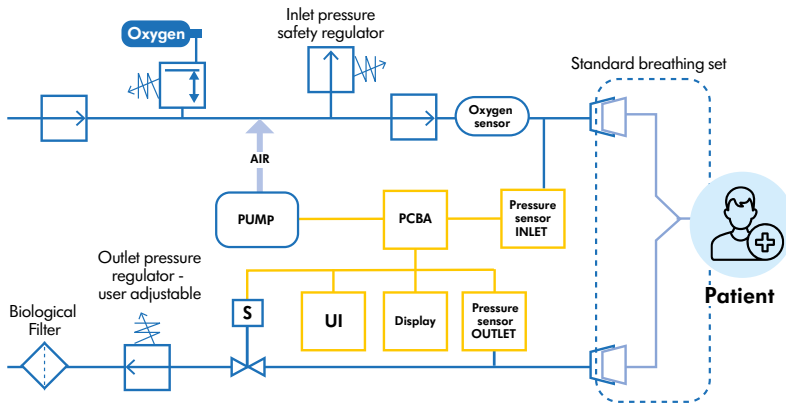 Inlet pressure
safety regulator
Oxygen
Standard breathing set
Oxygen
sensor
AIR
PUMP
PCBA
Pressure
sensor
INLET
Outlet pressure
regulator -
user adjustable
Patient
Biological
Filter
S
UI
Display
Pressure
sensor
OUTLET